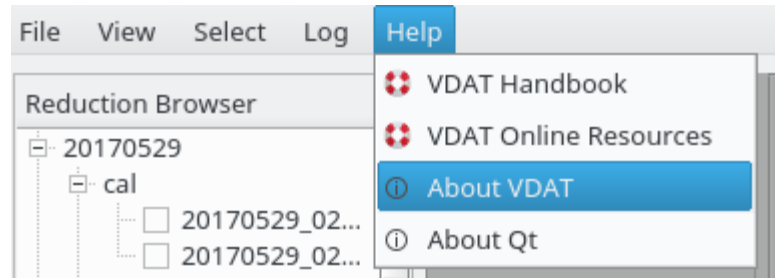 File View Select Log Help
VDAT Handbook
Reduction Browser
VDAT Online Resources
20170529
About VDAT
cal
20170529_02...
About Qt
20170529_02...